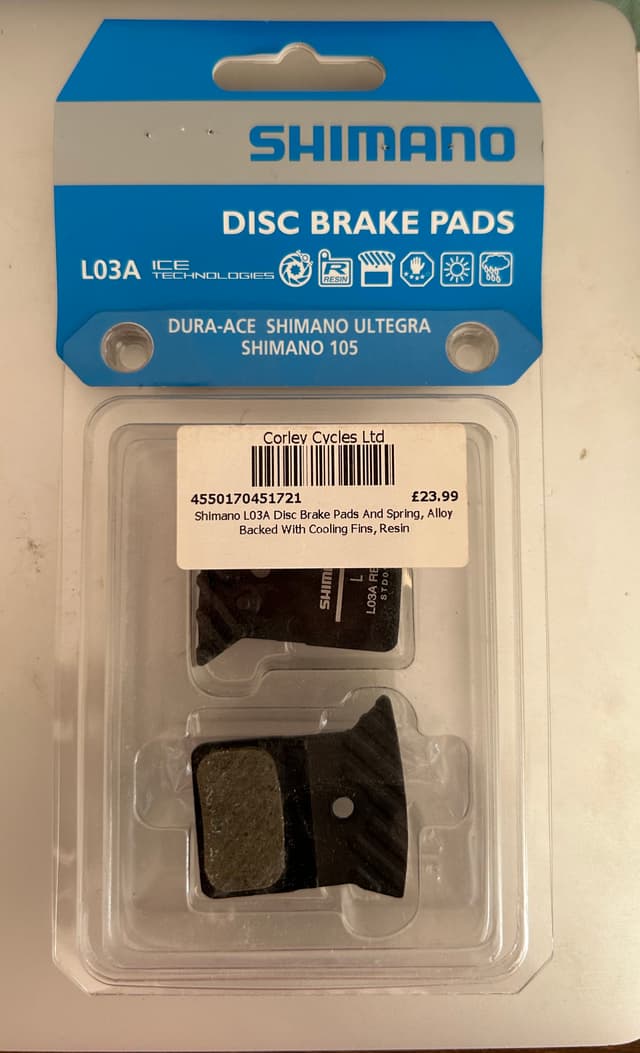 SHIMANO
DISC BRAKE PADS
L03A ICE TECHNOLOGIES R RESIN
DURA-ACE SHIMANO ULTEGRA
SHIMANO 105
Corley Cycles Ltd
4550170451721 £23.99
Shimano L03A Disc Brake Pads And Spring, Alloy
Backed With Cooling Fins, Resin
L03A RE